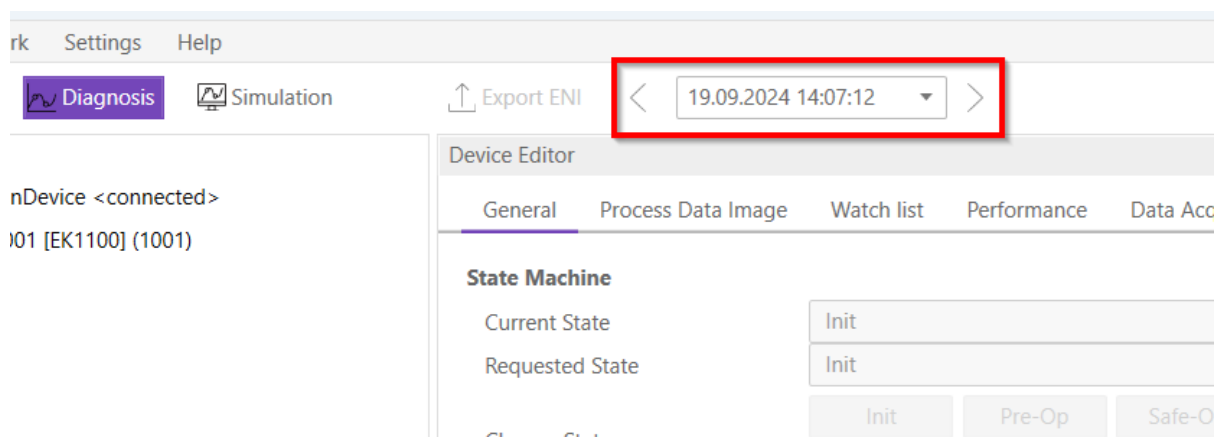 rk Settings Help
Diagnosis Simulation Export ENI 19.09.2024 14:07:12
Device Editor
nDevice <connected>
General Process Data Image Watch list Performance Data Acc
001 [EK1100] (1001)
State Machine
Current State Init
Requested State Init
Init Pre-Op Safe-O